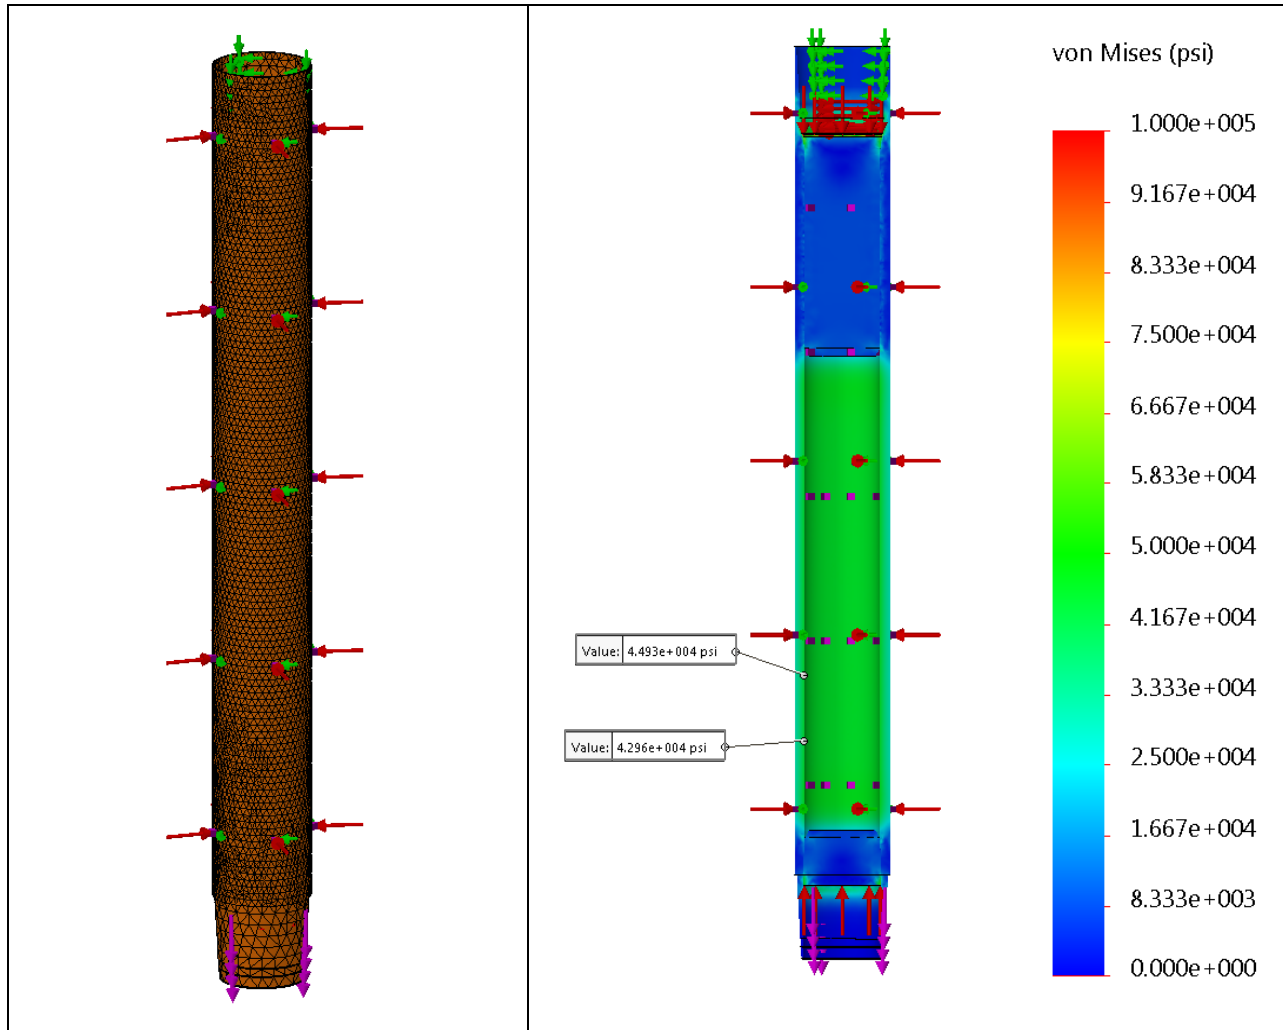 von Mises (psi)
1.000e+005
9.167e+004
8.333e+004
7.500e+004
6.667e+004
5.833e+004
5.000e+004
4.167e+004
3.333e+004
2.500e+004
1.667e+004
8.333e+003
0.000e+000
Value: 4.493e+004 psi
Value: 4.296e+004 psi